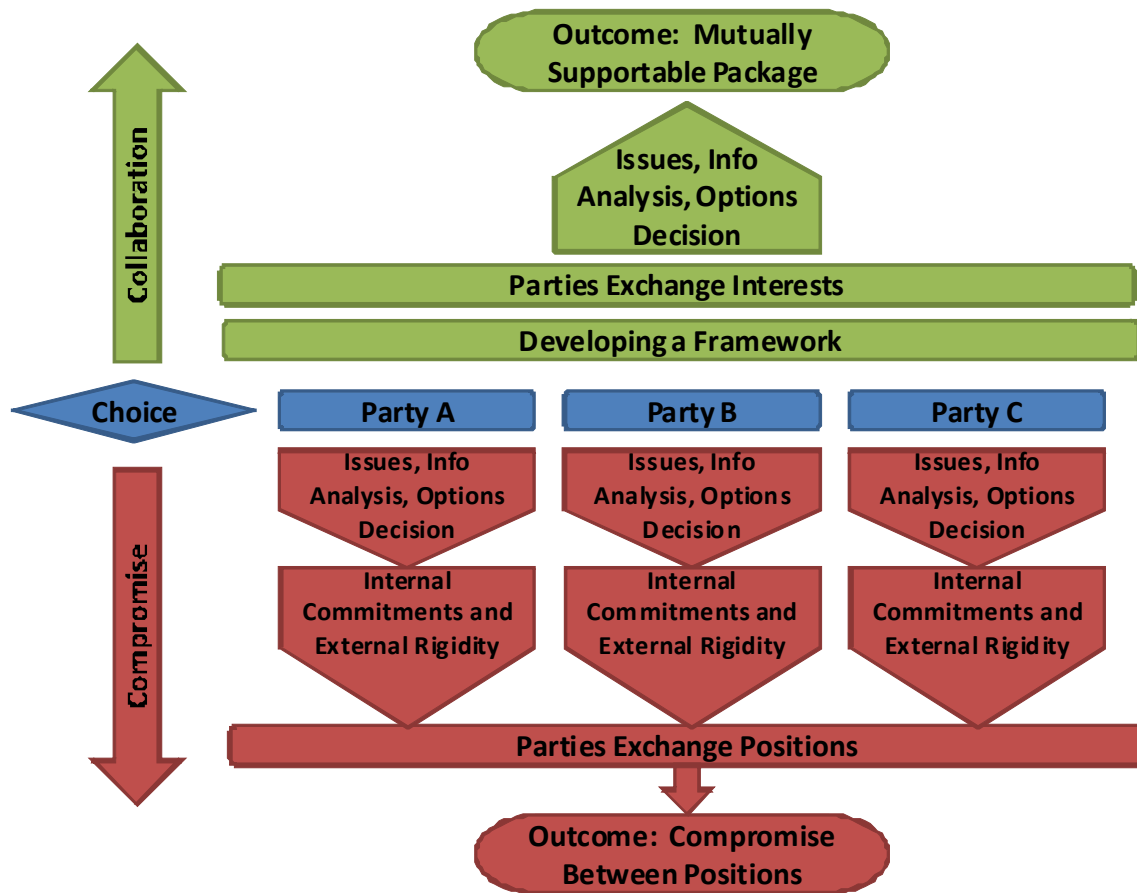 Outcome: Mutually
Supportable Package
Collaboration
Issues, Info
Analysis, Options
Decision
Parties Exchange Interests
Developing a Framework
Choice
Party A
Party B
Party C
Issues, Info
Analysis, Options
Decision
Issues, Info
Analysis, Options
Decision
Issues, Info
Analysis, Options
Decision
Compromise
Internal
Commitments and
External Rigidity
Internal
Commitments and
External Rigidity
Internal
Commitments and
External Rigidity
Parties Exchange Positions
Outcome: Compromise
Between Positions